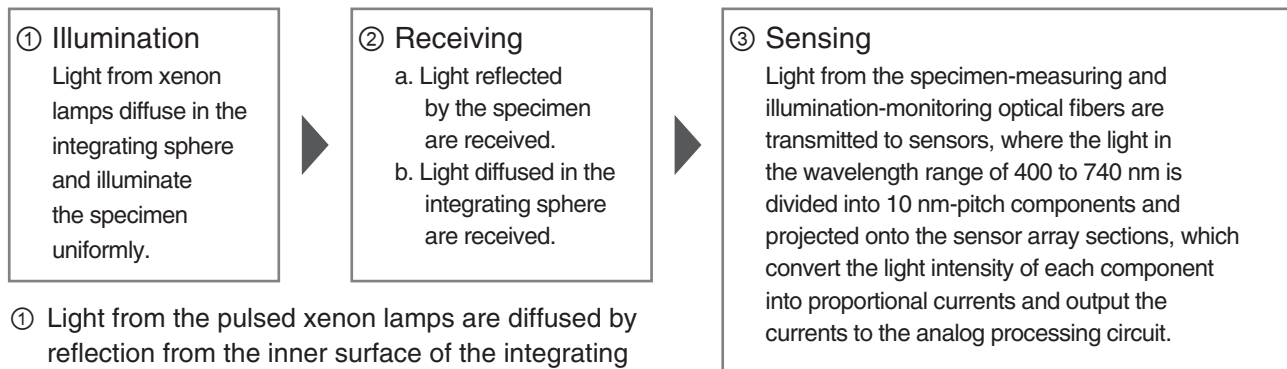 ① Illumination
Light from xenon
lamps diffuse in the
integrating sphere
and illuminate
the specimen
uniformly.
② Receiving
a. Light reflected
by the specimen
are received.
b. Light diffused in the
integrating sphere
are received.
③ Sensing
Light from the specimen-measuring and
illumination-monitoring optical fibers are
transmitted to sensors, where the light in
the wavelength range of 400 to 740 nm is
divided into 10 nm-pitch components and
projected onto the sensor array sections, which
convert the light intensity of each component
into proportional currents and output the
currents to the analog processing circuit.
① Light from the pulsed xenon lamps are diffused by
reflection from the inner surface of the integrating